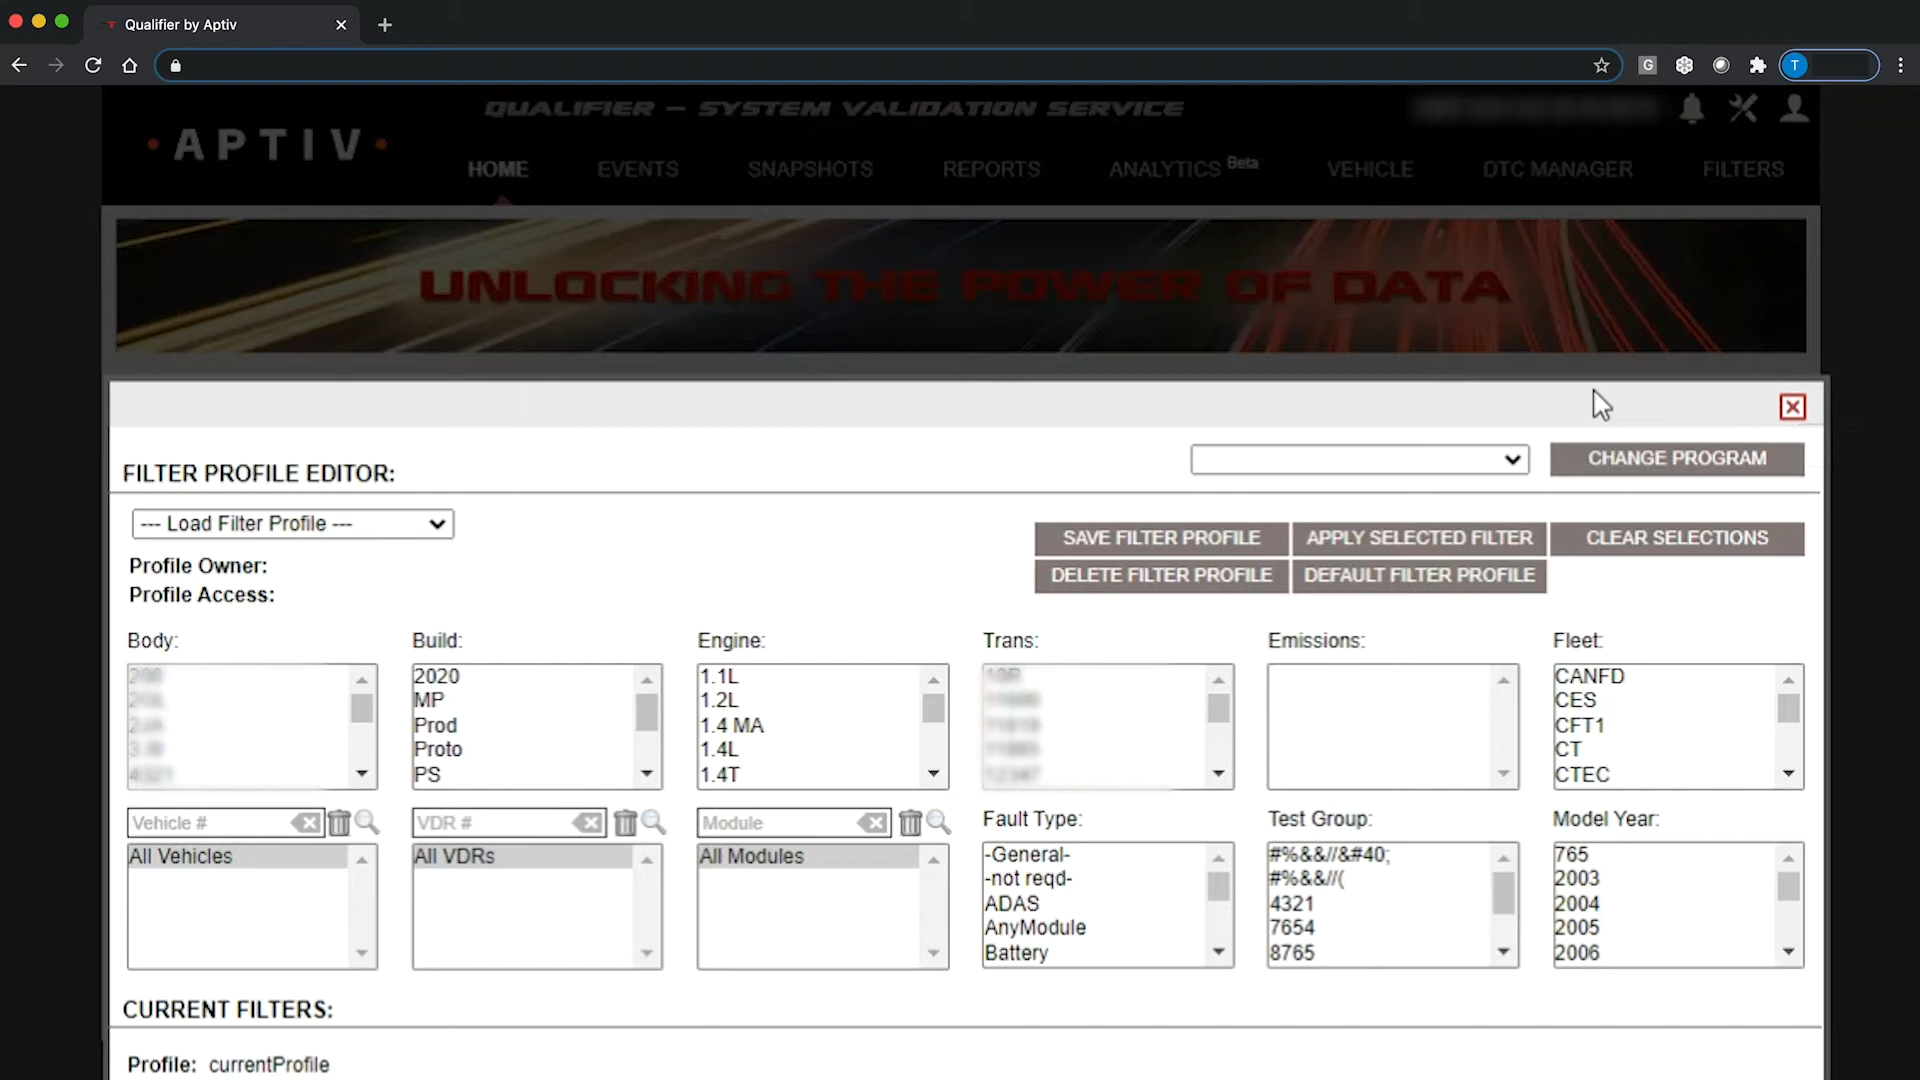 Qualifier by Aptiv
G
T
QUALIFIER – SYSTEM VALIDATION SERVICE
APTIV
HOME EVENTS SNAPSHOTS REPORTS ANALYTICS Beta VEHICLE DTC MANAGER FILTERS
UNLOCKING THE POWER OF DATA
CHANGE PROGRAM
FILTER PROFILE EDITOR:
--- Load Filter Profile ---
SAVE FILTER PROFILE APPLY SELECTED FILTER CLEAR SELECTIONS
Profile Owner:
DELETE FILTER PROFILE DEFAULT FILTER PROFILE
Profile Access:
Body: Build: Engine: Trans: Emissions: Fleet:
2020 1.1L CANFD
MP 1.2L CES
Prod 1.4 MA CFT1
Proto 1.4L CT
4321 PS 1.4T 12347 CTEC
Vehicle # VDR # Module Fault Type: Test Group: Model Year:
All Vehicles All VDRs All Modules -General- #%&&//&#40; 765
-not reqd- #%&&//( 2003
ADAS 4321 2004
AnyModule 7654 2005
Battery 8765 2006
CURRENT FILTERS:
Profile: currentProfile